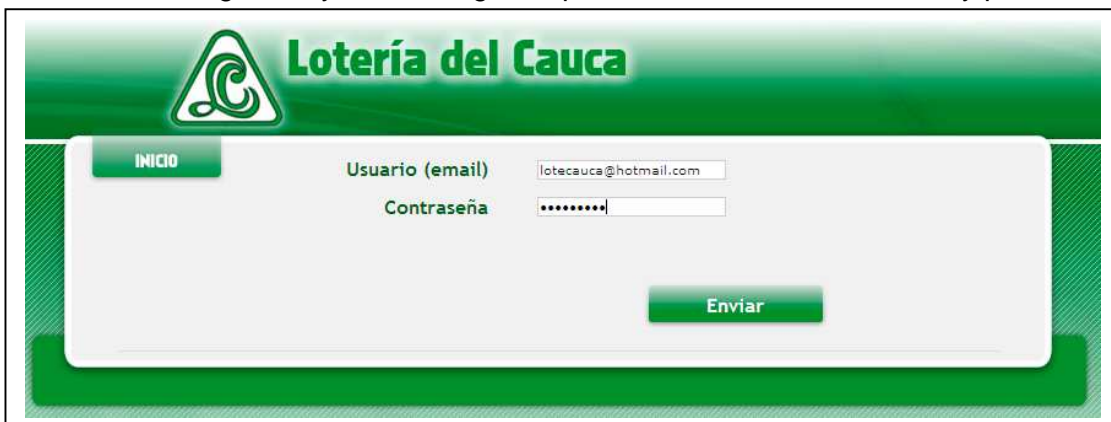 Lotería del Cauca
INICIO
Usuario (email) lotecauca@hotmail.com
Contraseña •••••••••
Enviar